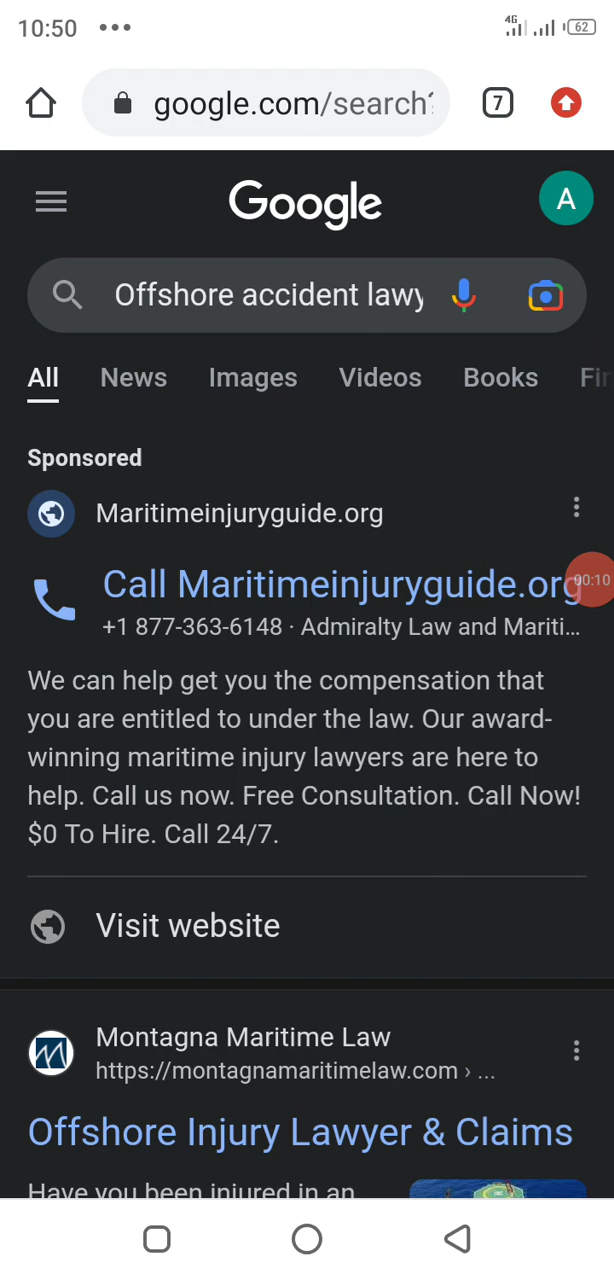 10:50
4G
62
google.com/search?
7
Google
A
Offshore accident lawy
All News Images Videos Books Fin
Sponsored
Maritimeinjuryguide.org
Call Maritimeinjuryguide.org
00:10
+1 877-363-6148 · Admiralty Law and Mariti...
We can help get you the compensation that
you are entitled to under the law. Our award-
winning maritime injury lawyers are here to
help. Call us now. Free Consultation. Call Now!
$0 To Hire. Call 24/7.
Visit website
Montagna Maritime Law
https://montagnamaritimelaw.com › ...
Offshore Injury Lawyer & Claims
Have you been injured in an